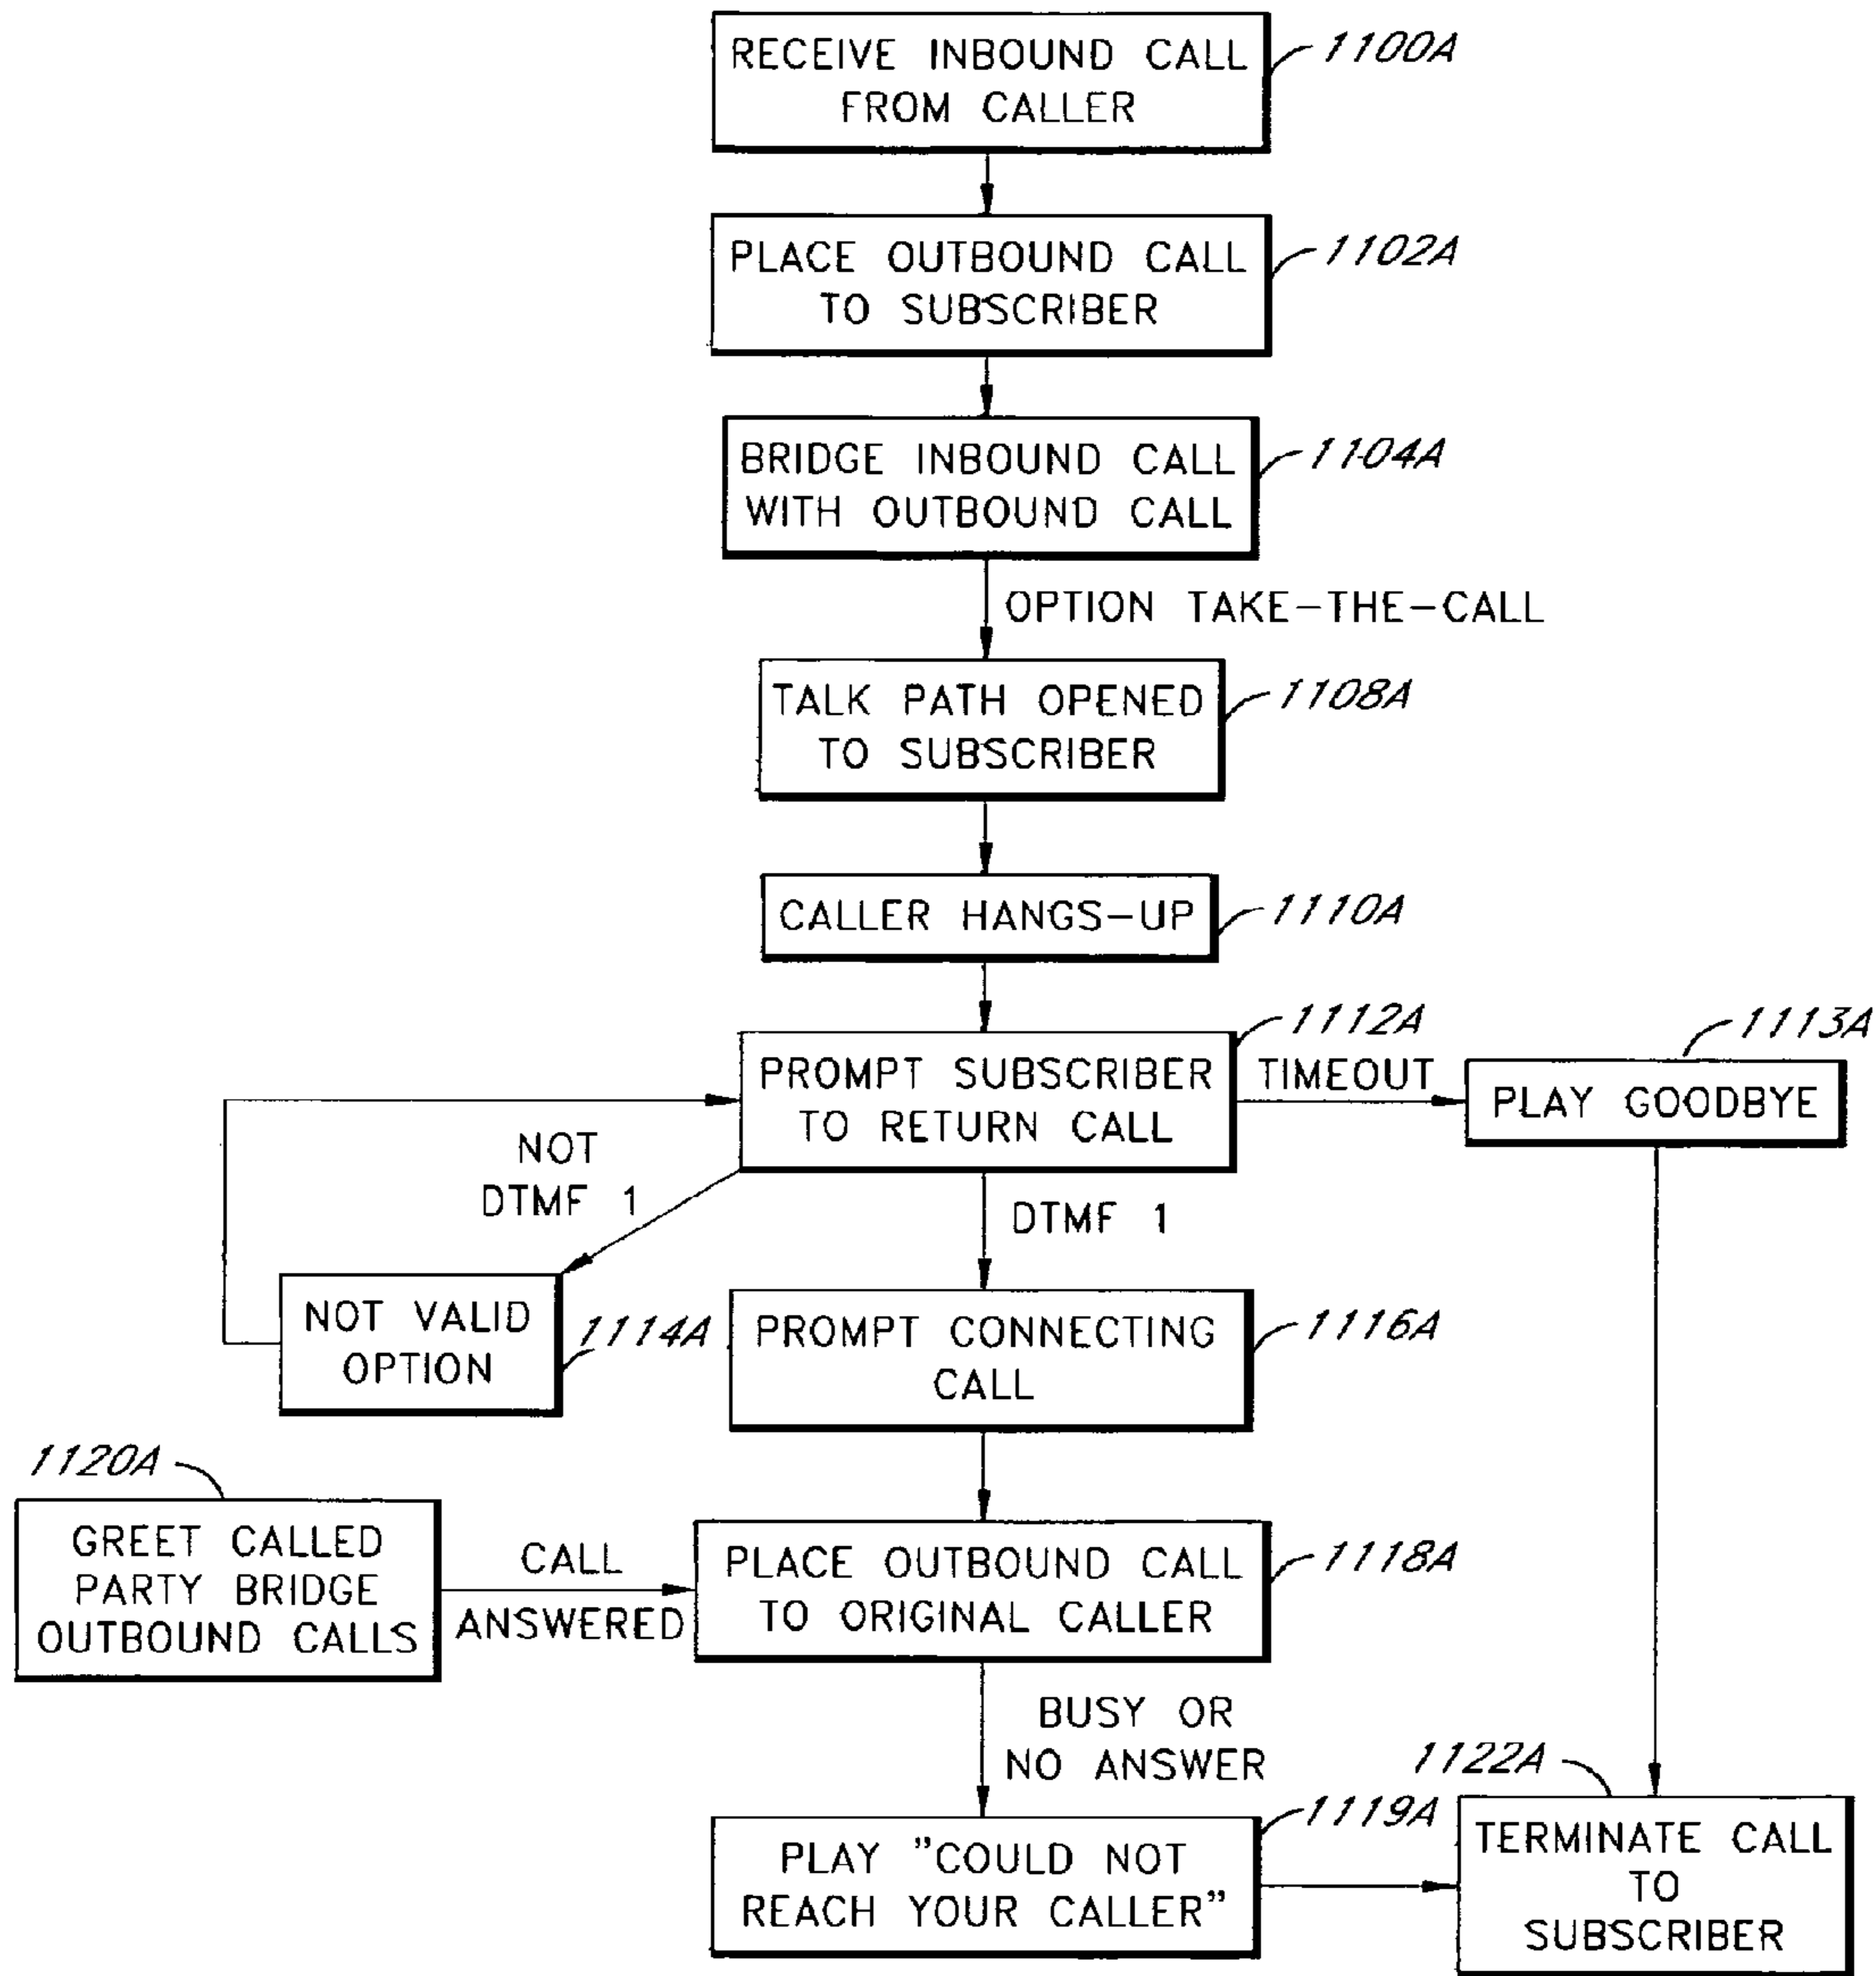 RECEIVE INBOUND CALL
FROM CALLER
1100A
PLACE OUTBOUND CALL
TO SUBSCRIBER
1102A
BRIDGE INBOUND CALL
WITH OUTBOUND CALL
1104A
OPTION TAKE-THE-CALL
TALK PATH OPENED
TO SUBSCRIBER
1108A
CALLER HANGS-UP
1110A
PROMPT SUBSCRIBER
TO RETURN CALL
1112A
TIMEOUT
PLAY GOODBYE
1113A
NOT
DTMF 1
DTMF 1
NOT VALID
OPTION
1114A
PROMPT CONNECTING
CALL
1116A
1120A
GREET CALLED
PARTY BRIDGE
OUTBOUND CALLS
CALL
ANSWERED
PLACE OUTBOUND CALL
TO ORIGINAL CALLER
1118A
BUSY OR
NO ANSWER
PLAY "COULD NOT
REACH YOUR CALLER"
1119A
1122A
TERMINATE CALL
TO
SUBSCRIBER